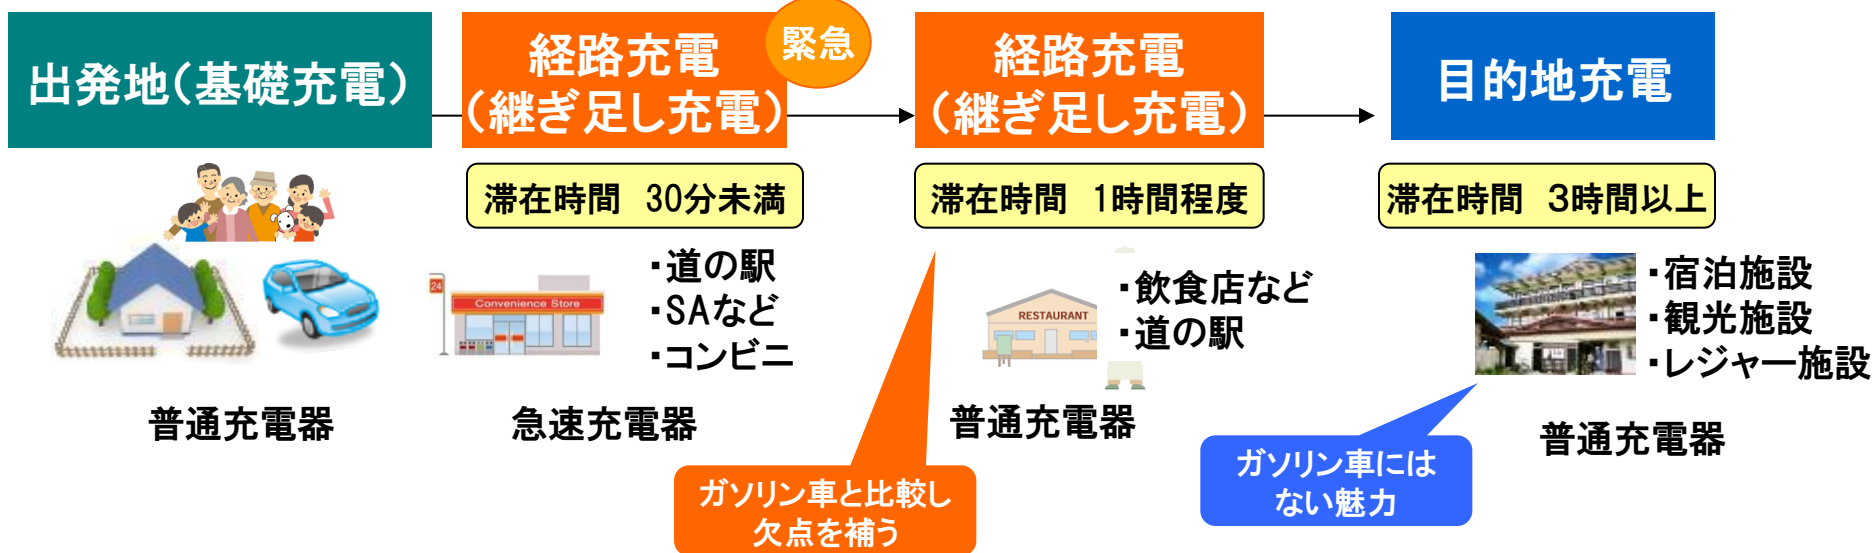 出発地（基礎充電）
経路充電
（継ぎ足し充電）
緊急
経路充電
（継ぎ足し充電）
目的地充電
滞在時間　30分未満
滞在時間　1時間程度
滞在時間　3時間以上
24
Convenience Store
・道の駅
・SAなど
・コンビニ
RESTAURANT
・飲食店など
・道の駅
・宿泊施設
・観光施設
・レジャー施設
普通充電器
急速充電器
普通充電器
普通充電器
ガソリン車と比較し
欠点を補う
ガソリン車には
ない魅力